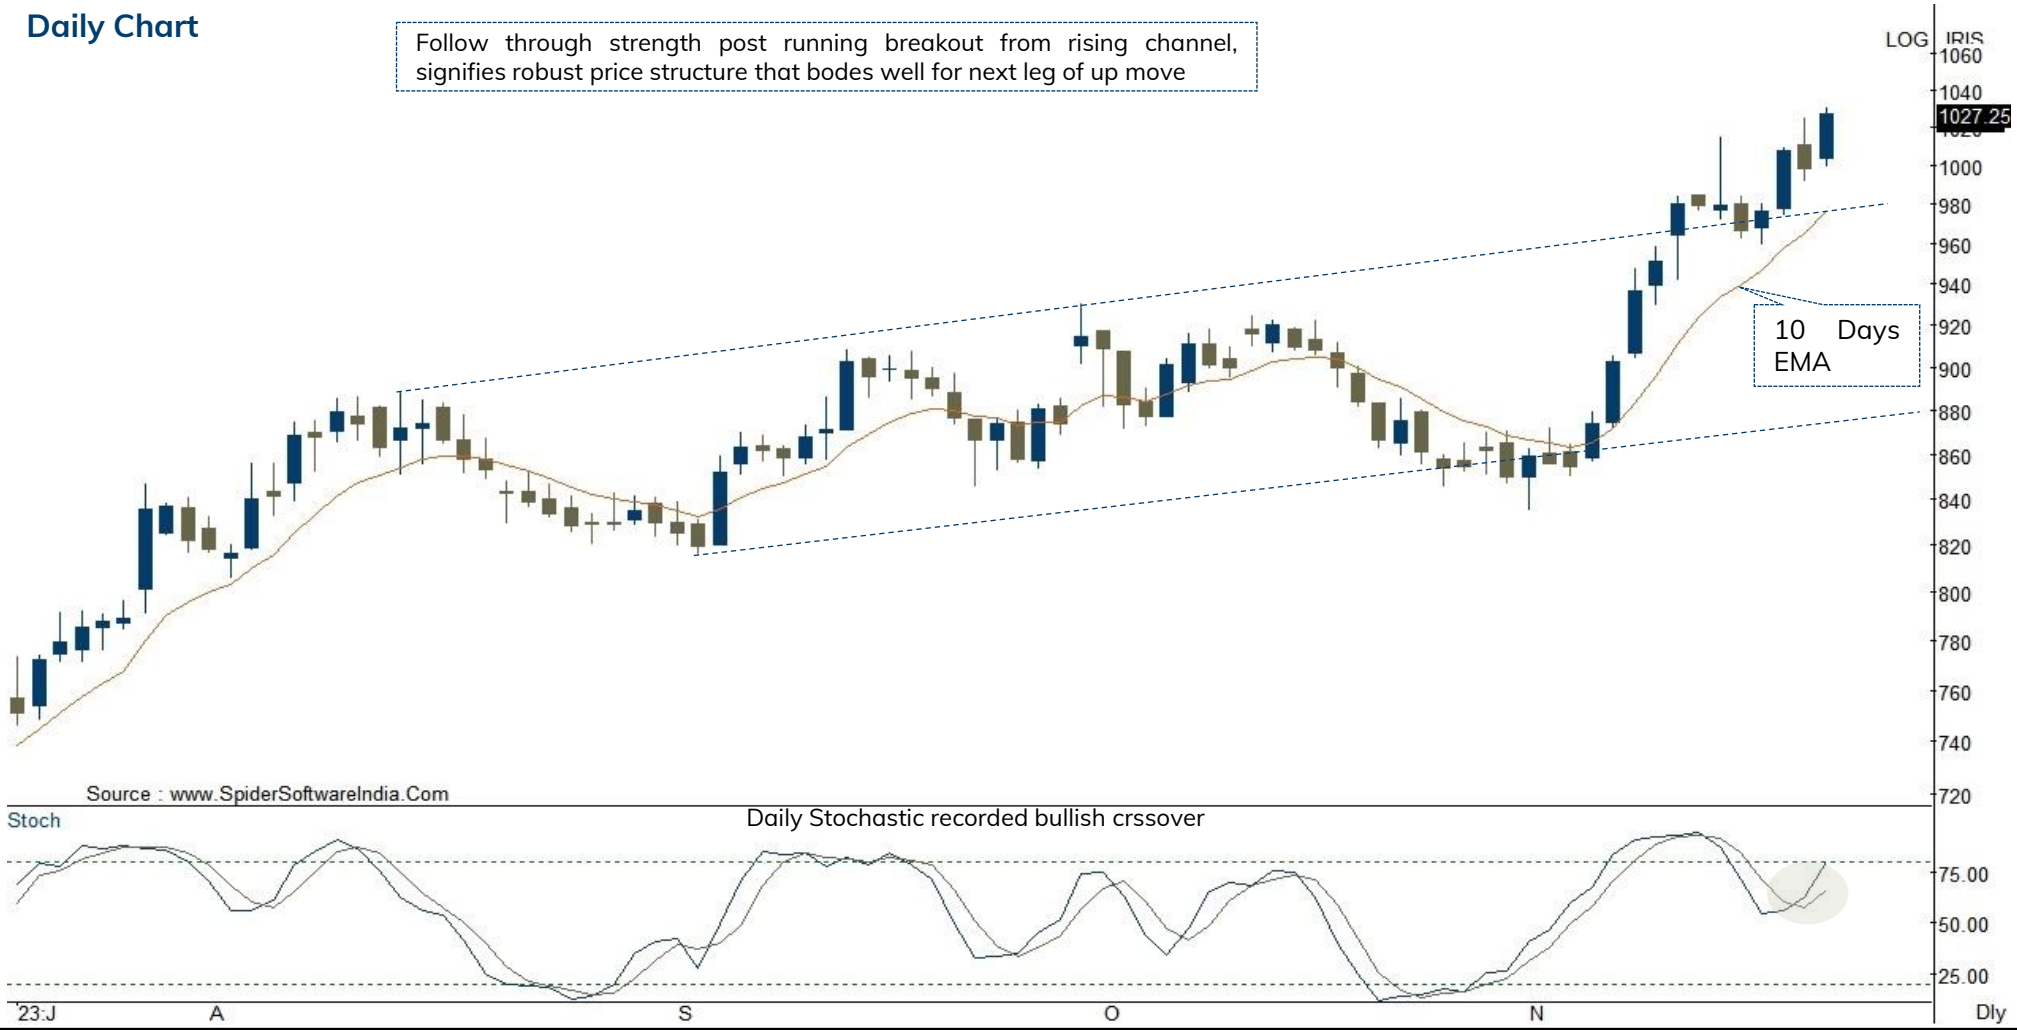 Daily Chart
Follow through strength post running breakout from rising channel,
signifies robust price structure that bodes well for next leg of up move
LOG IRIS
1060
1040
1027.25
1020
1000
980
960
940
10 Days
EMA
920
900
880
860
840
820
800
780
760
740
720
Source : www.SpiderSoftwareIndia.Com
Stoch
Daily Stochastic recorded bullish crssover
75.00
50.00
25.00
'23:J A S O N Dly